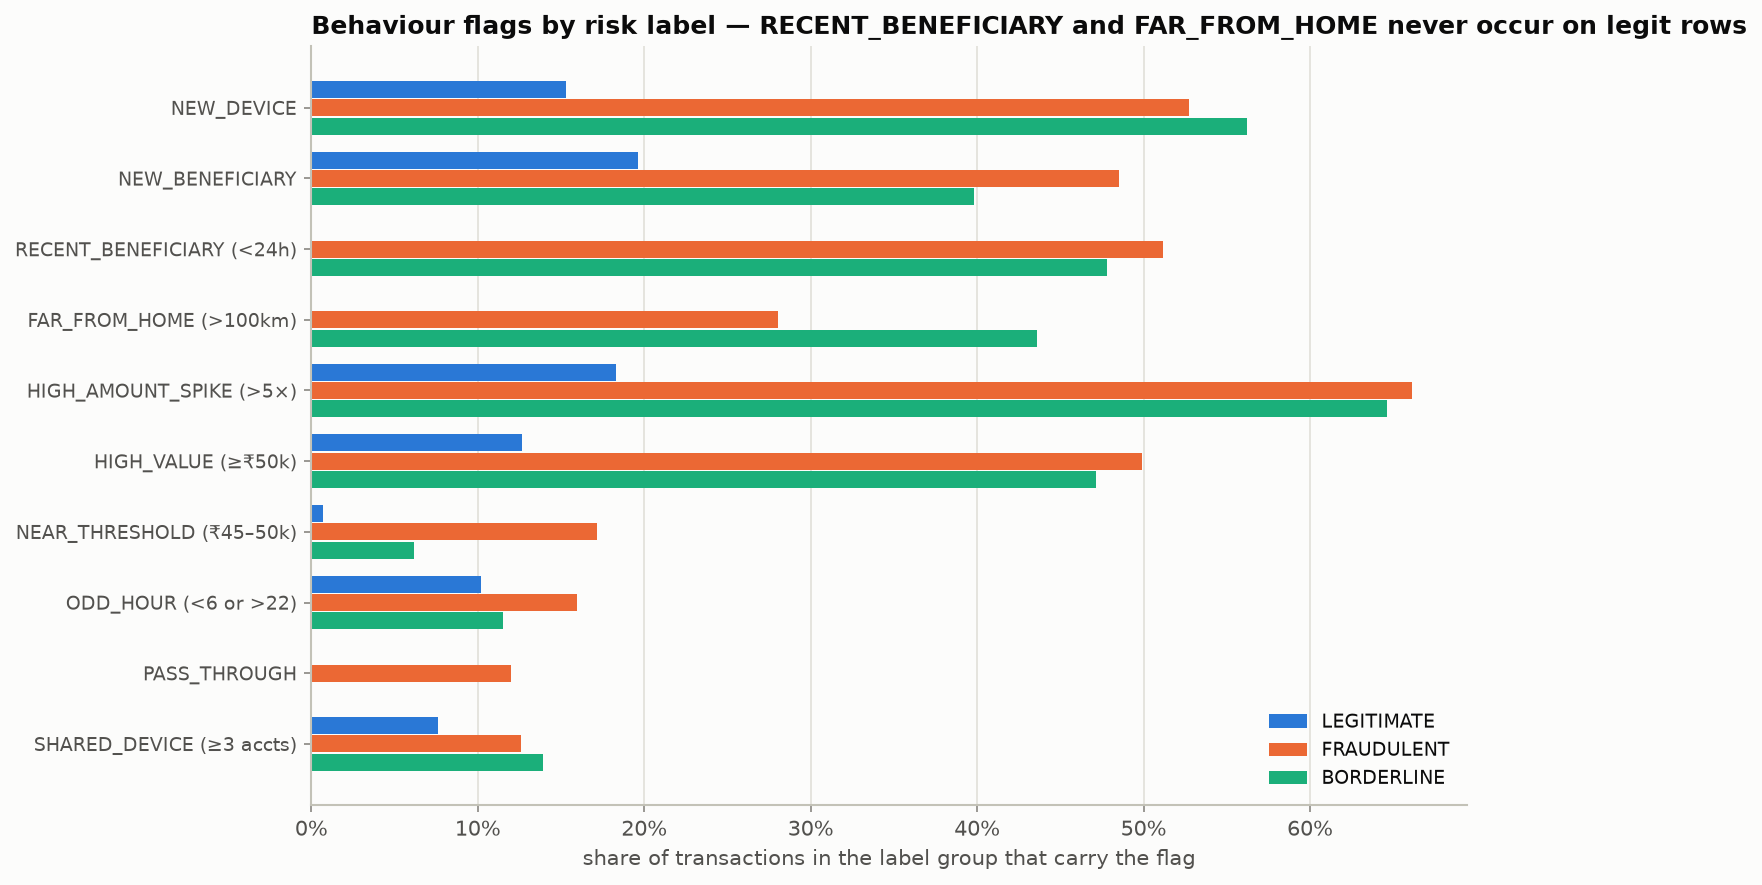 Behaviour flags by risk label — RECENT_BENEFICIARY and FAR_FROM_HOME never occur on legit rows
NEW_DEVICE
NEW_BENEFICIARY
RECENT_BENEFICIARY (<24h)
FAR_FROM_HOME (>100km)
HIGH_AMOUNT_SPIKE (>5×)
HIGH_VALUE (≥₹50k)
NEAR_THRESHOLD (₹45–50k)
ODD_HOUR (<6 or >22)
PASS_THROUGH
SHARED_DEVICE (≥3 accts)
LEGITIMATE
FRAUDULENT
BORDERLINE
0% 10% 20% 30% 40% 50% 60%
share of transactions in the label group that carry the flag